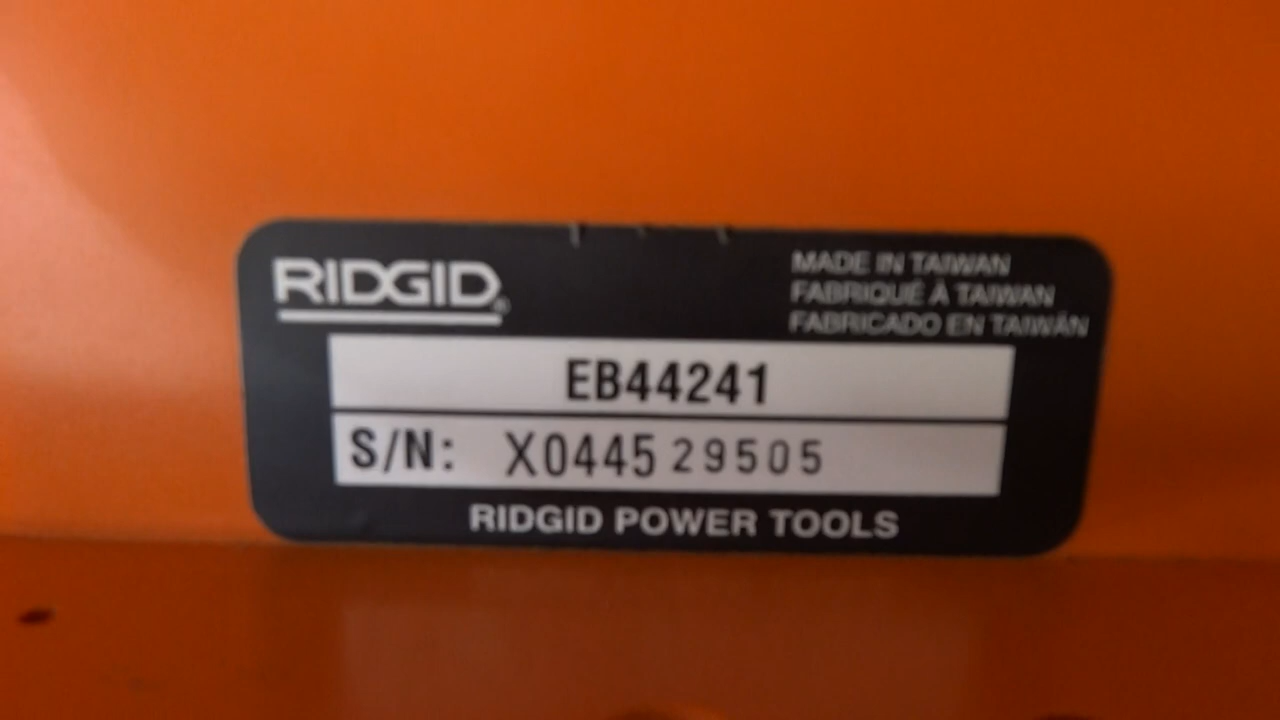 RIDGID®
MADE IN TAIWAN
FABRIQUÉ À TAIWAN
FABRICADO EN TAIWÁN
EB44241
S/N: X0445 29505
RIDGID POWER TOOLS